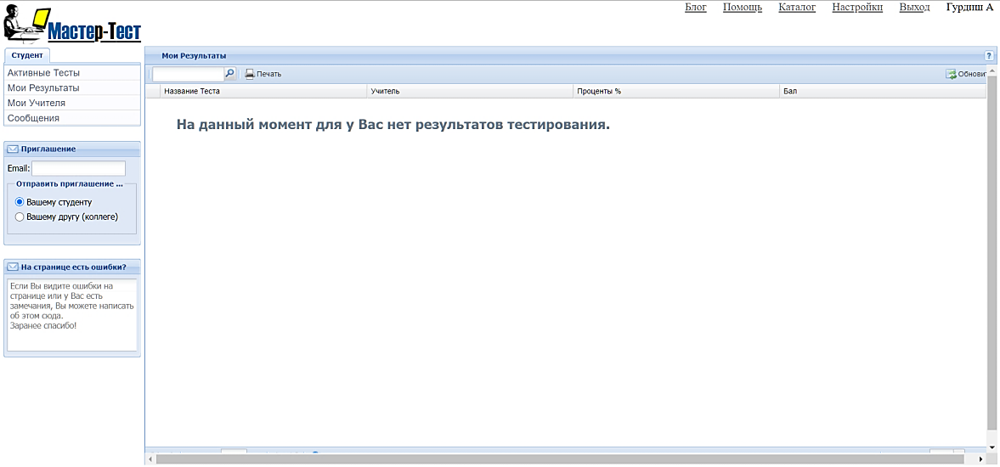 Блог Помощь Каталог Настройки Выход Гурдиш А
Мастер-Тест
Студент
Активные Тесты
Мои Результаты
Мои Учителя
Сообщения
Приглашение
Email:
Отправить приглашение ...
Вашему студенту
Вашему другу (коллеге)
На странице есть ошибки?
Если Вы видите ошибки на
странице или у Вас есть
замечания, Вы можете написать
об этом сюда.
Заранее спасибо!
Мои Результаты
?
Печать
Обновит
Название Теста Учитель Проценты % Бал
На данный момент для у Вас нет результатов тестирования.